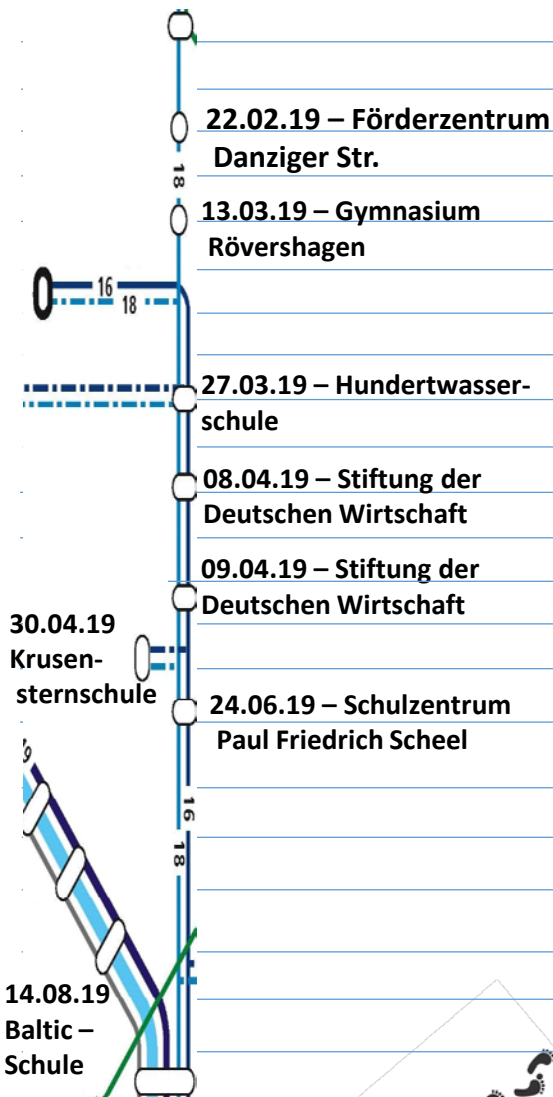 22.02.19 – Förderzentrum
Danziger Str.
18
13.03.19 – Gymnasium
Rövershagen
16
18
27.03.19 – Hundertwasser-
schule
08.04.19 – Stiftung der
Deutschen Wirtschaft
09.04.19 – Stiftung der
Deutschen Wirtschaft
30.04.19
Krusen-
sternschule
24.06.19 – Schulzentrum
Paul Friedrich Scheel
16
18
14.08.19
Baltic –
Schule